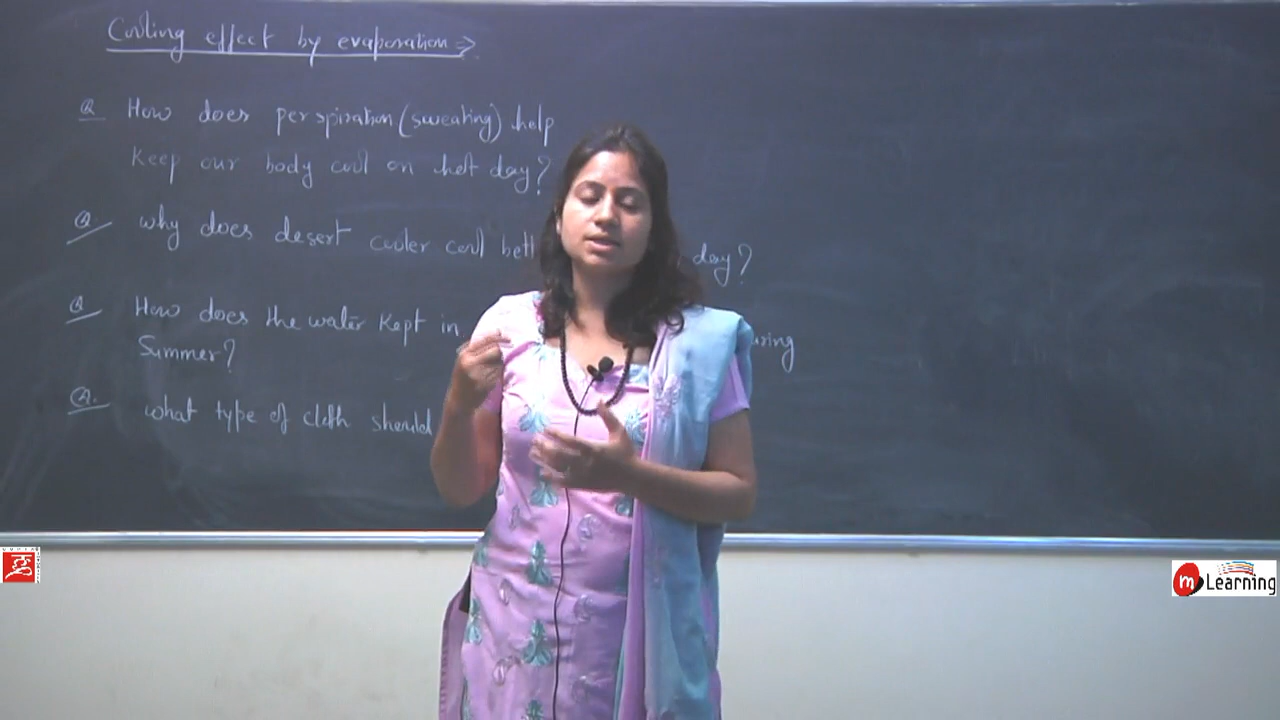 Cooling effect by evaporation ⇒
Q How does perspiration (sweating) help
keep our body cool on hot day?
Q why does desert cooler cool bett day?
Q How does the water kept in uring
Summer?
Q. what type of cloth should
m Learning